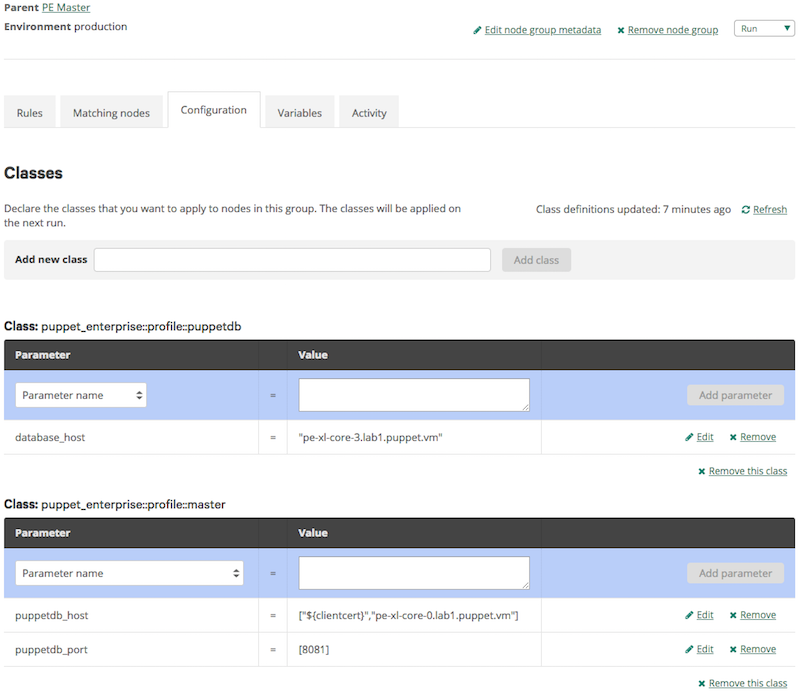 Parent PE Master
Environment production
Edit node group metadata Remove node group Run
Rules Matching nodes Configuration Variables Activity
Classes
Declare the classes that you want to apply to nodes in this group. The classes will be applied on
the next run.
Class definitions updated: 7 minutes ago Refresh
Add new class Add class
Class: puppet_enterprise::profile::puppetdb
Parameter Value
Parameter name = Add parameter
database_host = "pe-xl-core-3.lab1.puppet.vm" Edit Remove
Remove this class
Class: puppet_enterprise::profile::master
Parameter Value
Parameter name = Add parameter
puppetdb_host = ["${clientcert}","pe-xl-core-0.lab1.puppet.vm"] Edit Remove
puppetdb_port = [8081] Edit Remove
Remove this class